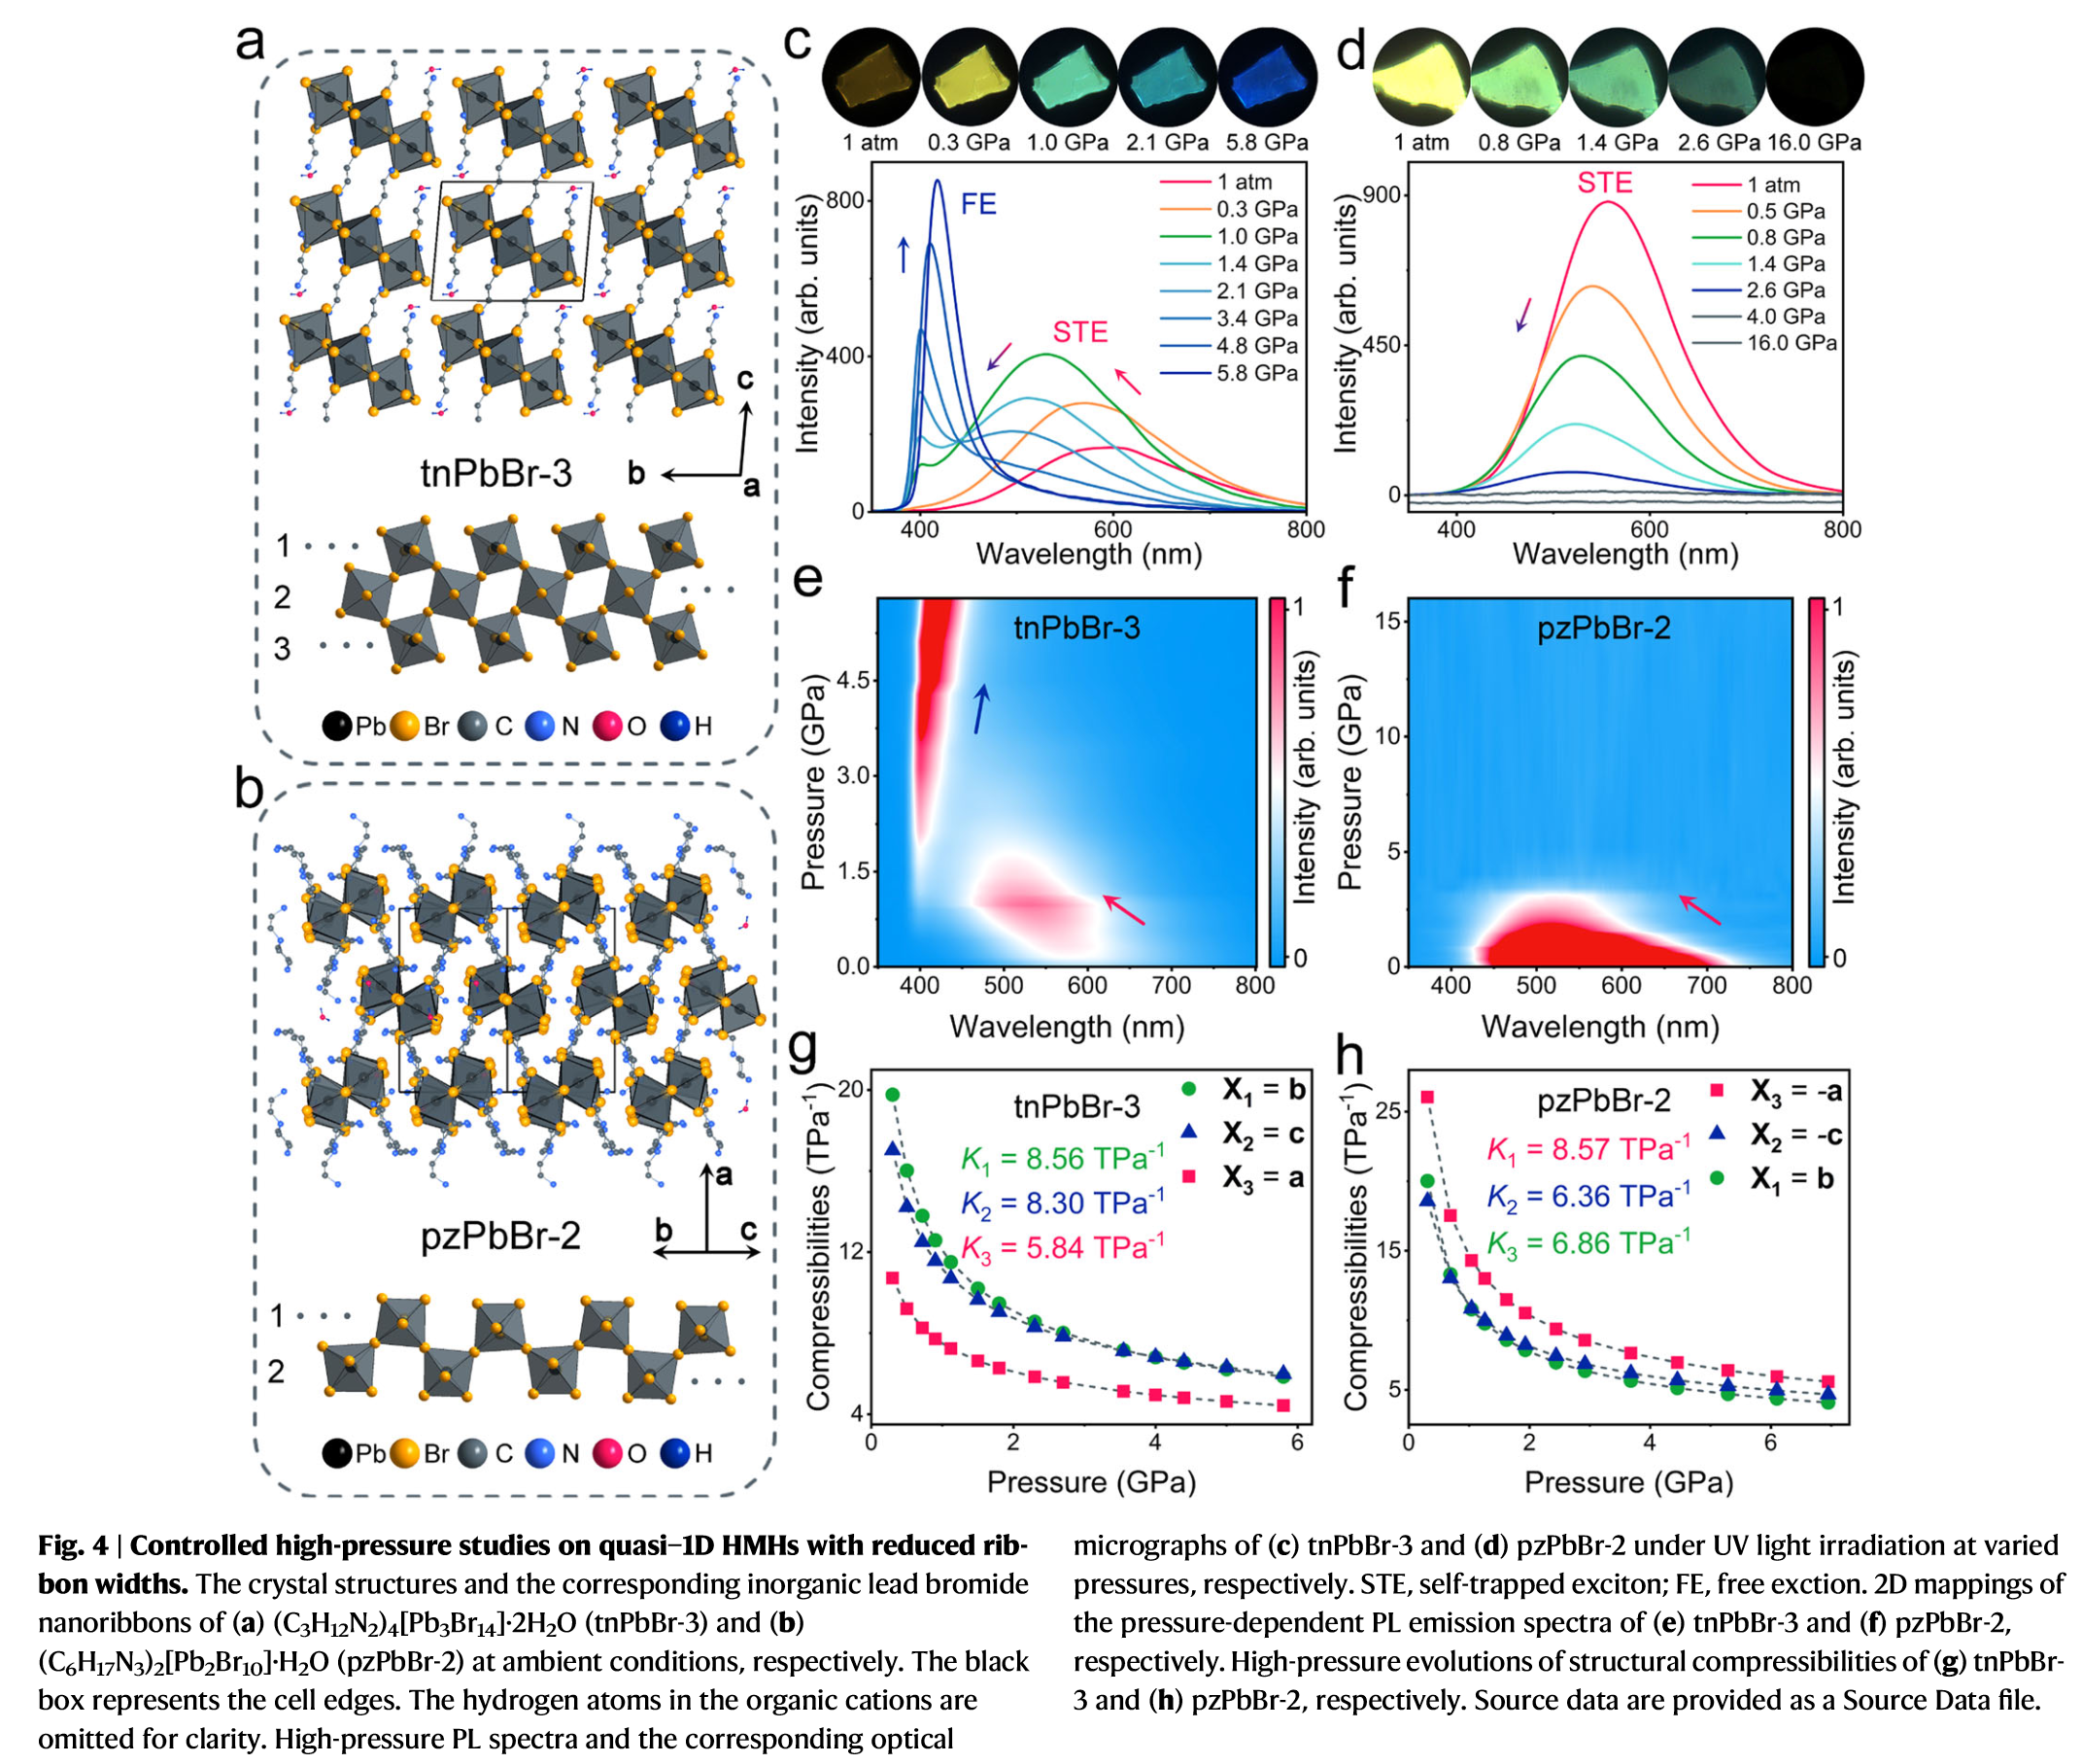 a
tnPbBr-3
c
b
a
1
2
3
Pb Br C N O H
b
pzPbBr-2
a
b c
1
2
Pb Br C N O H
c
1 atm 0.3 GPa 1.0 GPa 2.1 GPa 5.8 GPa
Intensity (arb. units)
800
400
0
FE
STE
1 atm
0.3 GPa
1.0 GPa
1.4 GPa
2.1 GPa
3.4 GPa
4.8 GPa
5.8 GPa
400 600 800
Wavelength (nm)
d
1 atm 0.8 GPa 1.4 GPa 2.6 GPa 16.0 GPa
Intensity (arb. units)
900
450
0
STE
1 atm
0.5 GPa
0.8 GPa
1.4 GPa
2.6 GPa
4.0 GPa
16.0 GPa
400 600 800
Wavelength (nm)
e
tnPbBr-3
Pressure (GPa)
4.5
3.0
1.5
0.0
400 500 600 700 800
Wavelength (nm)
1
0
Intensity (arb. units)
f
pzPbBr-2
Pressure (GPa)
15
10
5
0
400 500 600 700 800
Wavelength (nm)
1
0
Intensity (arb. units)
g
tnPbBr-3
X₁ = b
X₂ = c
X₃ = a
K₁ = 8.56 TPa⁻¹
K₂ = 8.30 TPa⁻¹
K₃ = 5.84 TPa⁻¹
Compressibilities (TPa⁻¹)
20
12
4
0 2 4 6
Pressure (GPa)
h
pzPbBr-2
X₃ = -a
X₂ = -c
X₁ = b
K₁ = 8.57 TPa⁻¹
K₂ = 6.36 TPa⁻¹
K₃ = 6.86 TPa⁻¹
Compressibilities (TPa⁻¹)
25
15
5
0 2 4 6
Pressure (GPa)
Fig. 4 | Controlled high-pressure studies on quasi−1D HMHs with reduced rib-
bon widths. The crystal structures and the corresponding inorganic lead bromide
nanoribbons of (a) (C₃H₁₂N₂)₄[Pb₃Br₁₄]·2H₂O (tnPbBr-3) and (b)
(C₆H₁₇N₃)₂[Pb₂Br₁₀]·H₂O (pzPbBr-2) at ambient conditions, respectively. The black
box represents the cell edges. The hydrogen atoms in the organic cations are
omitted for clarity. High-pressure PL spectra and the corresponding optical
micrographs of (c) tnPbBr-3 and (d) pzPbBr-2 under UV light irradiation at varied
pressures, respectively. STE, self-trapped exciton; FE, free exction. 2D mappings of
the pressure-dependent PL emission spectra of (e) tnPbBr-3 and (f) pzPbBr-2,
respectively. High-pressure evolutions of structural compressibilities of (g) tnPbBr-
3 and (h) pzPbBr-2, respectively. Source data are provided as a Source Data file.